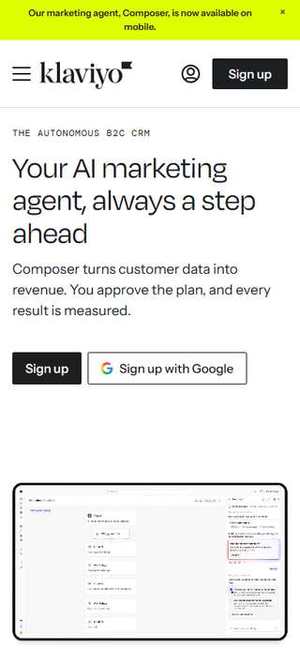 Our marketing agent, Composer, is now available on
mobile.
×
klaviyo
Sign up
THE AUTONOMOUS B2C CRM
Your AI marketing
agent, always a step
ahead
Composer turns customer data into
revenue. You approve the plan, and every
result is measured.
Sign up
Sign up with Google